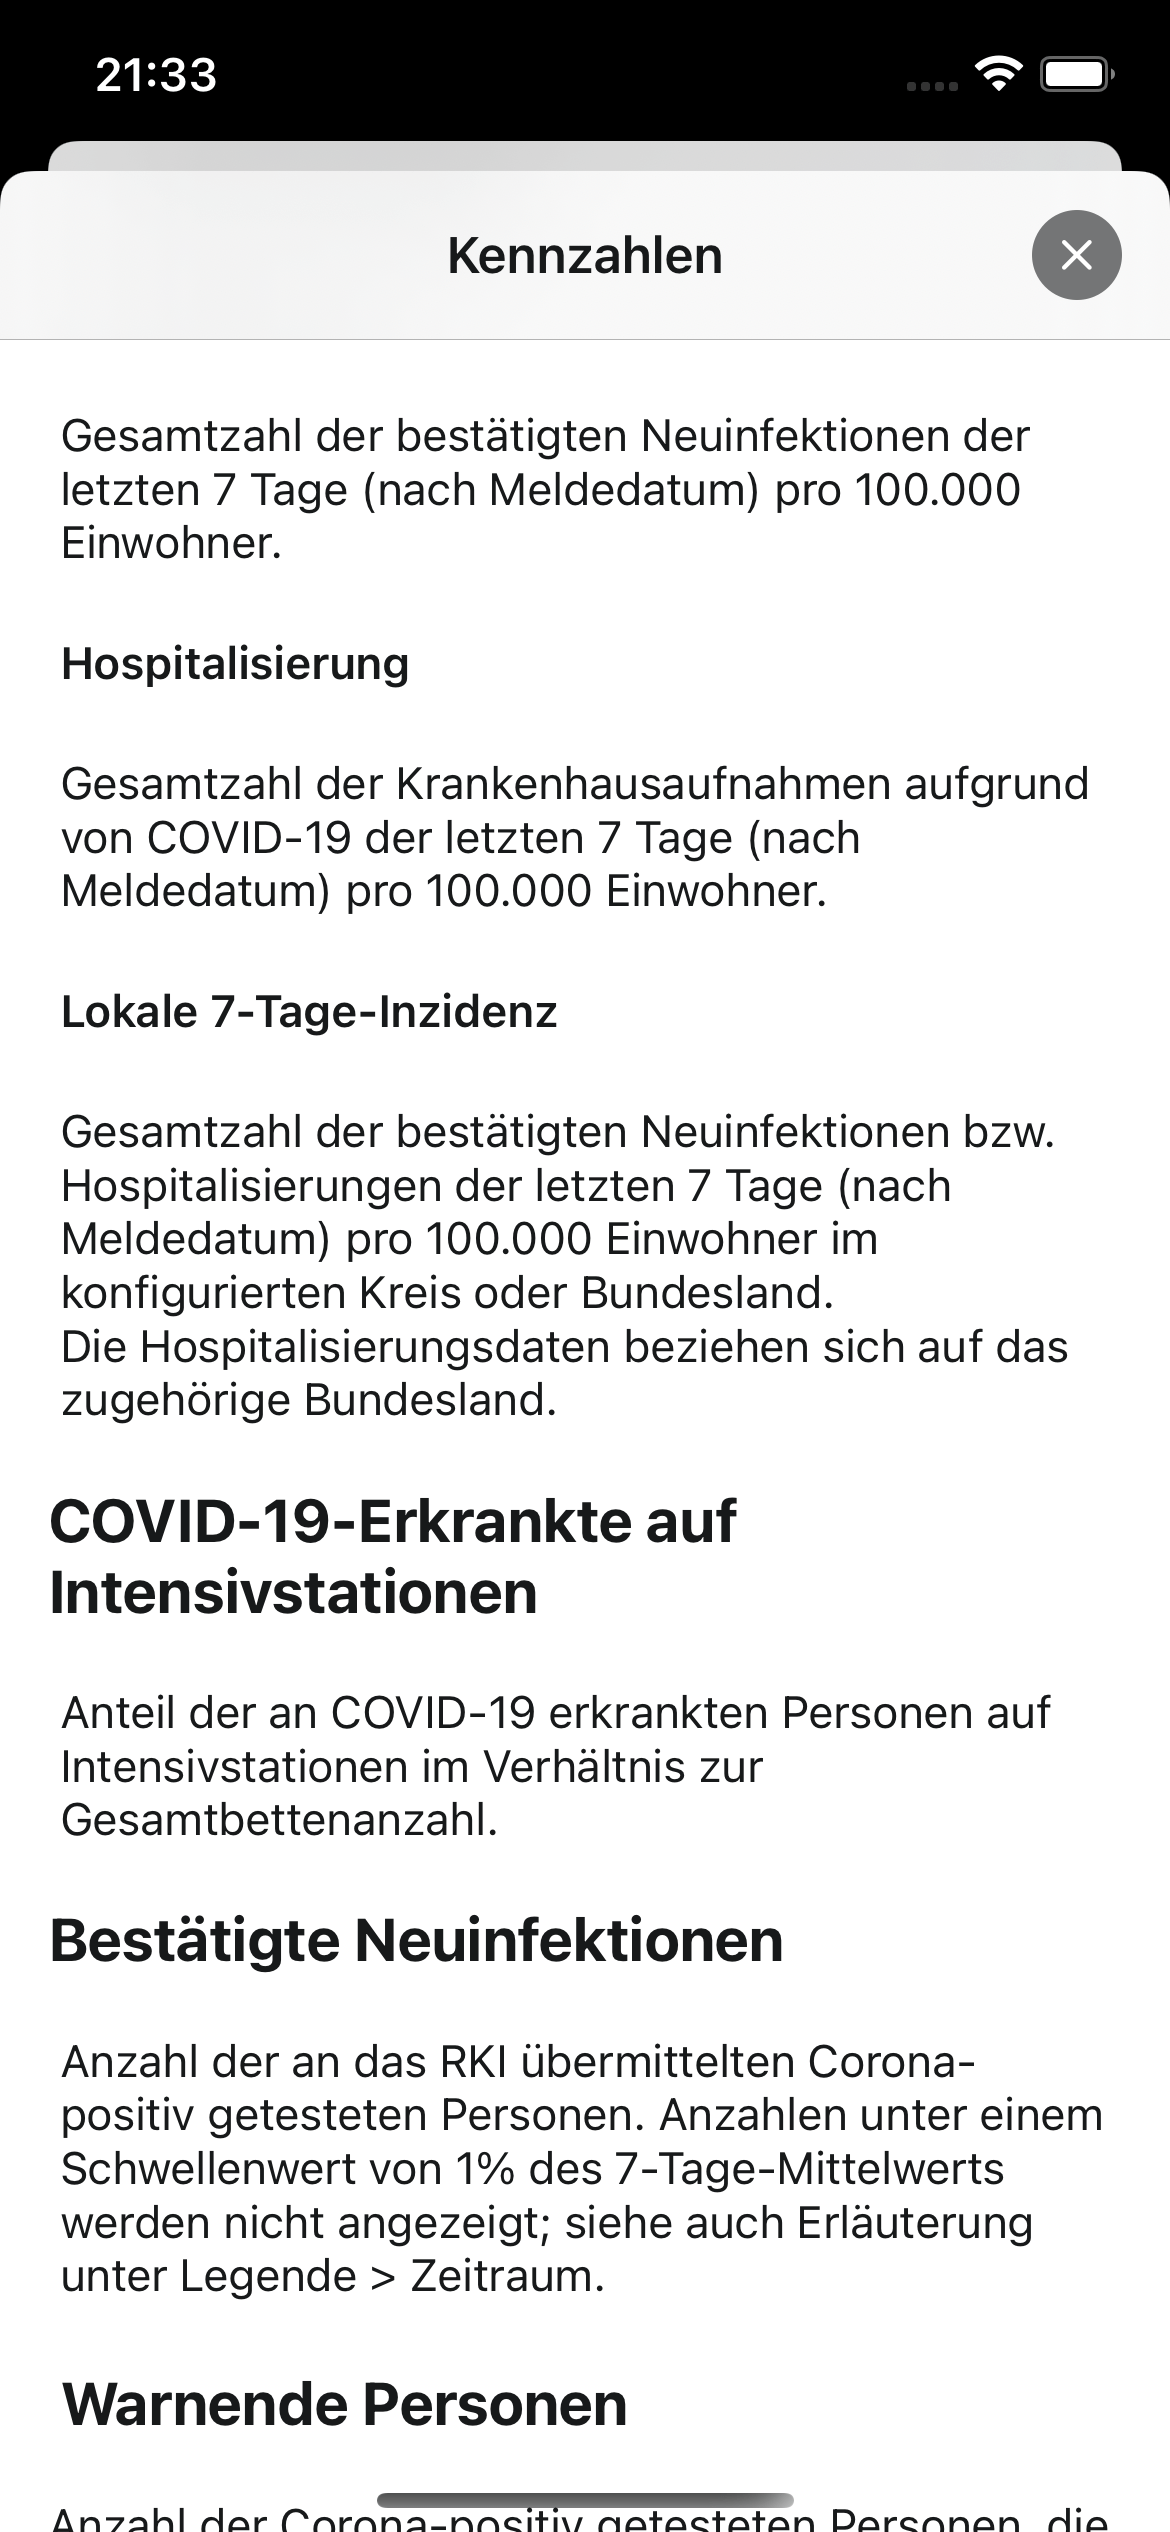 21:33
Kennzahlen
Gesamtzahl der bestätigten Neuinfektionen der
letzten 7 Tage (nach Meldedatum) pro 100.000
Einwohner.
Hospitalisierung
Gesamtzahl der Krankenhausaufnahmen aufgrund
von COVID-19 der letzten 7 Tage (nach
Meldedatum) pro 100.000 Einwohner.
Lokale 7-Tage-Inzidenz
Gesamtzahl der bestätigten Neuinfektionen bzw.
Hospitalisierungen der letzten 7 Tage (nach
Meldedatum) pro 100.000 Einwohner im
konfigurierten Kreis oder Bundesland.
Die Hospitalisierungsdaten beziehen sich auf das
zugehörige Bundesland.
COVID-19-Erkrankte auf
Intensivstationen
Anteil der an COVID-19 erkrankten Personen auf
Intensivstationen im Verhältnis zur
Gesamtbettenanzahl.
Bestätigte Neuinfektionen
Anzahl der an das RKI übermittelten Corona-
positiv getesteten Personen. Anzahlen unter einem
Schwellenwert von 1% des 7-Tage-Mittelwerts
werden nicht angezeigt; siehe auch Erläuterung
unter Legende > Zeitraum.
Warnende Personen
Anzahl der Corona-positiv getesteten Personen, die